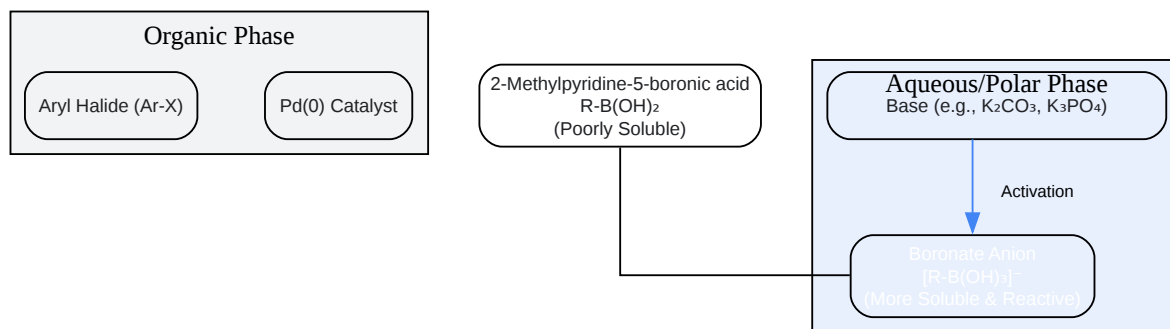 Organic Phase
Aryl Halide (Ar-X)
Pd(0) Catalyst
2-Methylpyridine-5-boronic acid
R-B(OH)₂
(Poorly Soluble)
Aqueous/Polar Phase
Base (e.g., K₂CO₃, K₃PO₄)
Activation
Boronate Anion
[R-B(OH)₃]⁻
(More Soluble & Reactive)